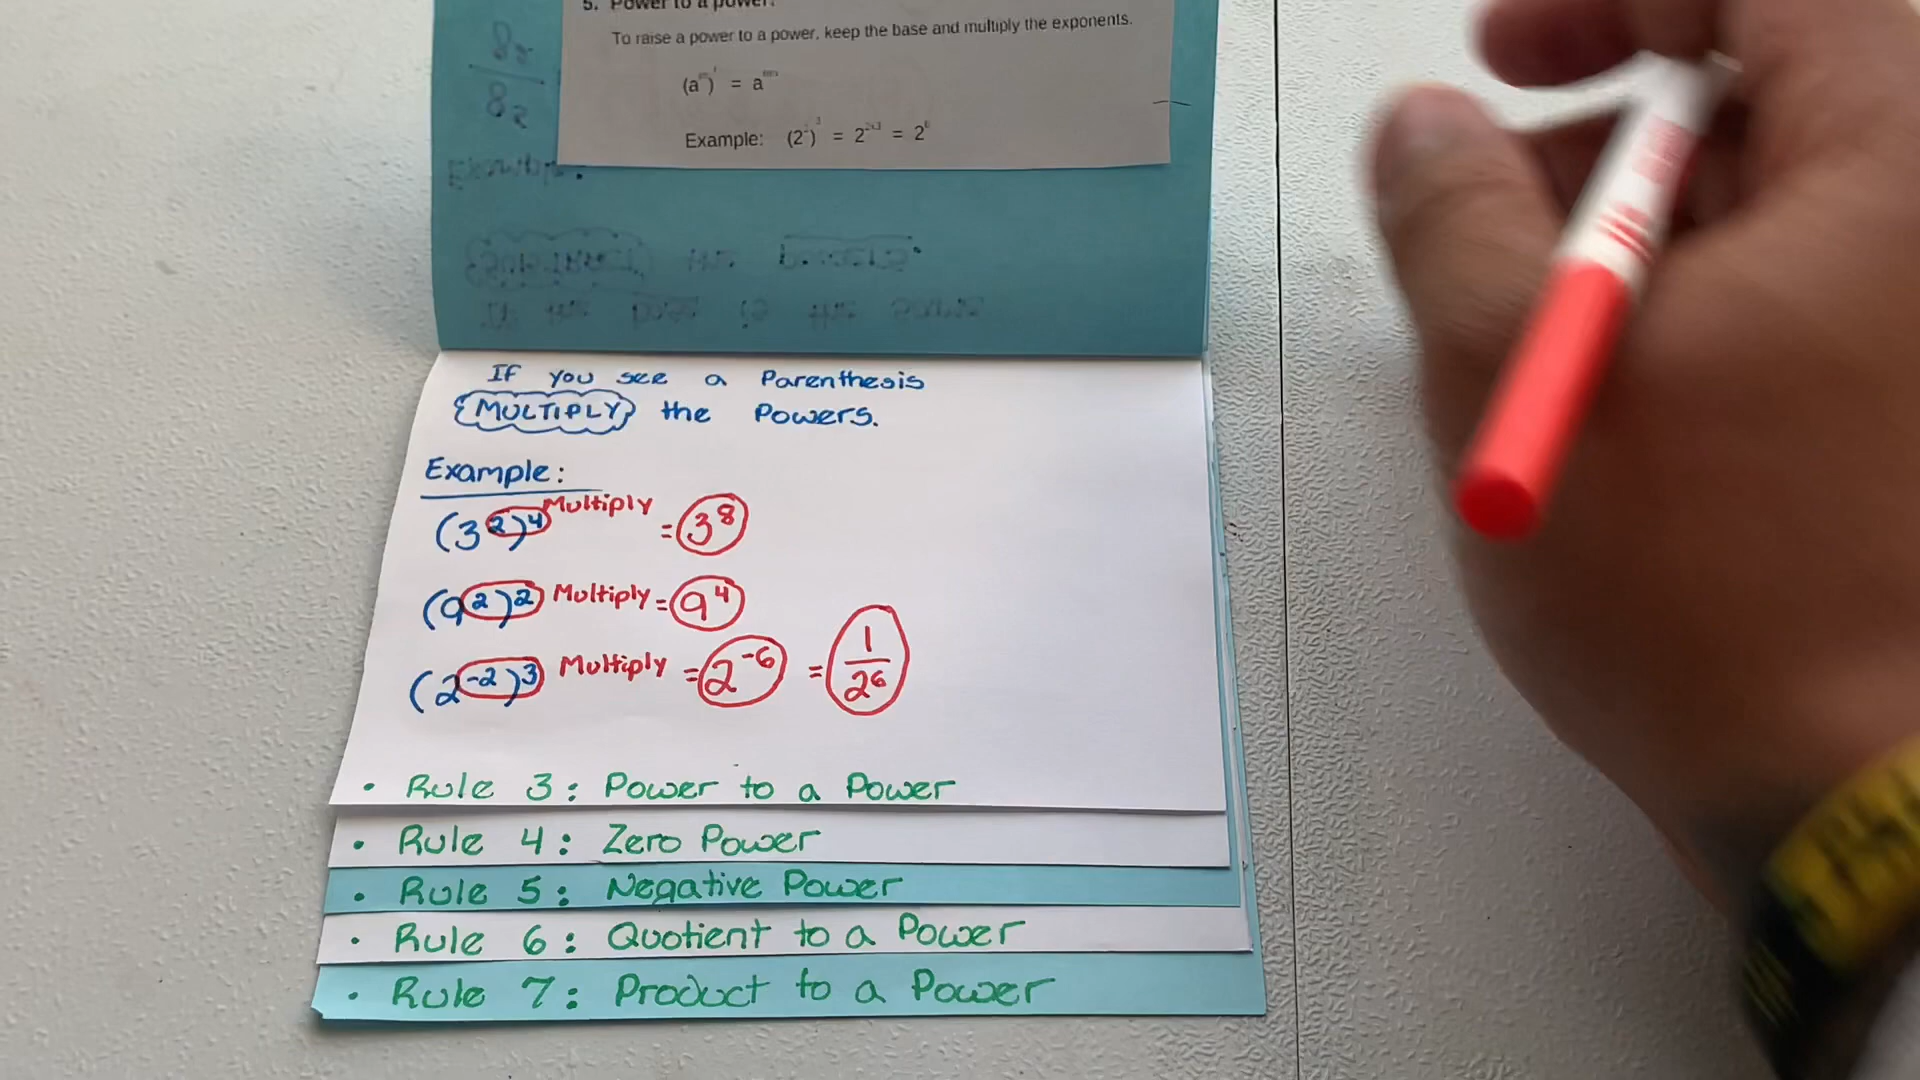 5. Power to a power:
To raise a power to a power, keep the base and multiply the exponents.
Example:
If you see a Parenthesis
MULTIPLY the Powers.
Example:
(3²)⁴ Multiply = 3⁸
(9²)² Multiply = 9⁴
(2⁻²)³ Multiply = 2⁻⁶ = 1/2⁶
• Rule 3: Power to a Power
• Rule 4: Zero Power
• Rule 5: Negative Power
• Rule 6: Quotient to a Power
• Rule 7: Product to a Power